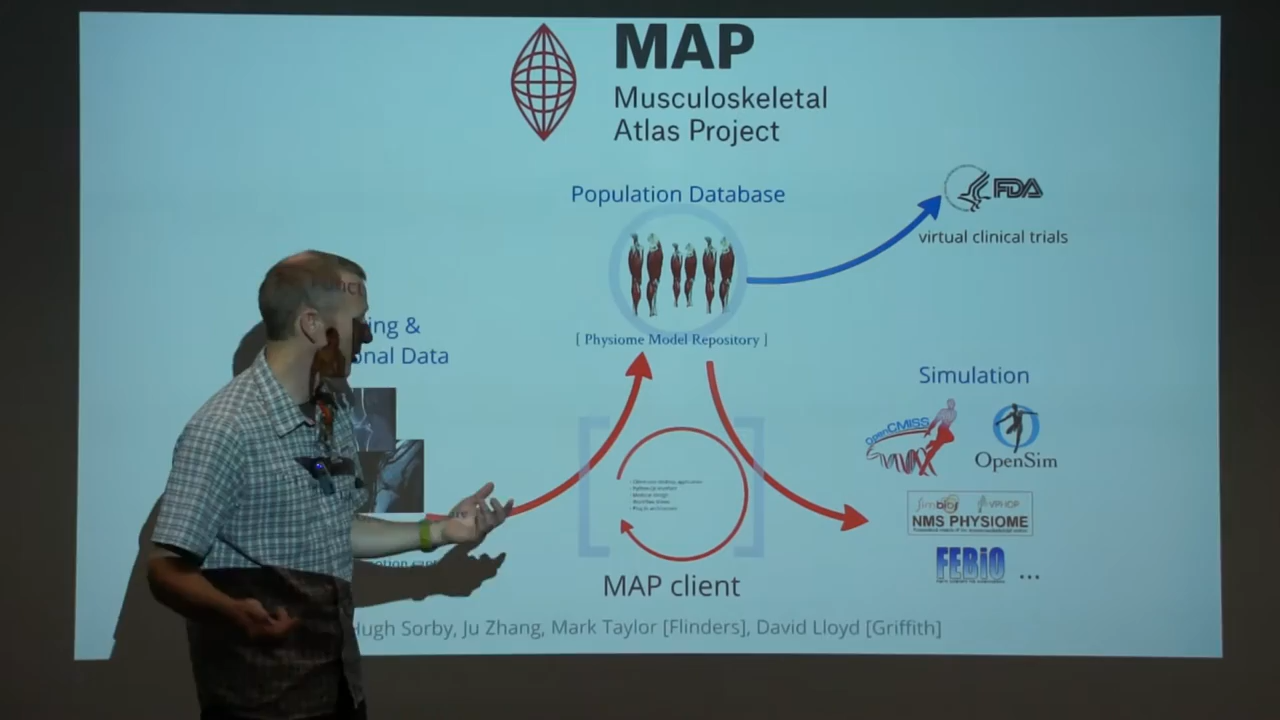 MAP
Musculoskeletal
Atlas Project
Population Database
FDA
virtual clinical trials
ing &
onal Data
[ Physiome Model Repository ]
Simulation
OpenCMISS
OpenSim
VPHOP
NMS PHYSIOME
FEBiO ...
MAP client
Hugh Sorby, Ju Zhang, Mark Taylor [Flinders], David Lloyd [Griffith]